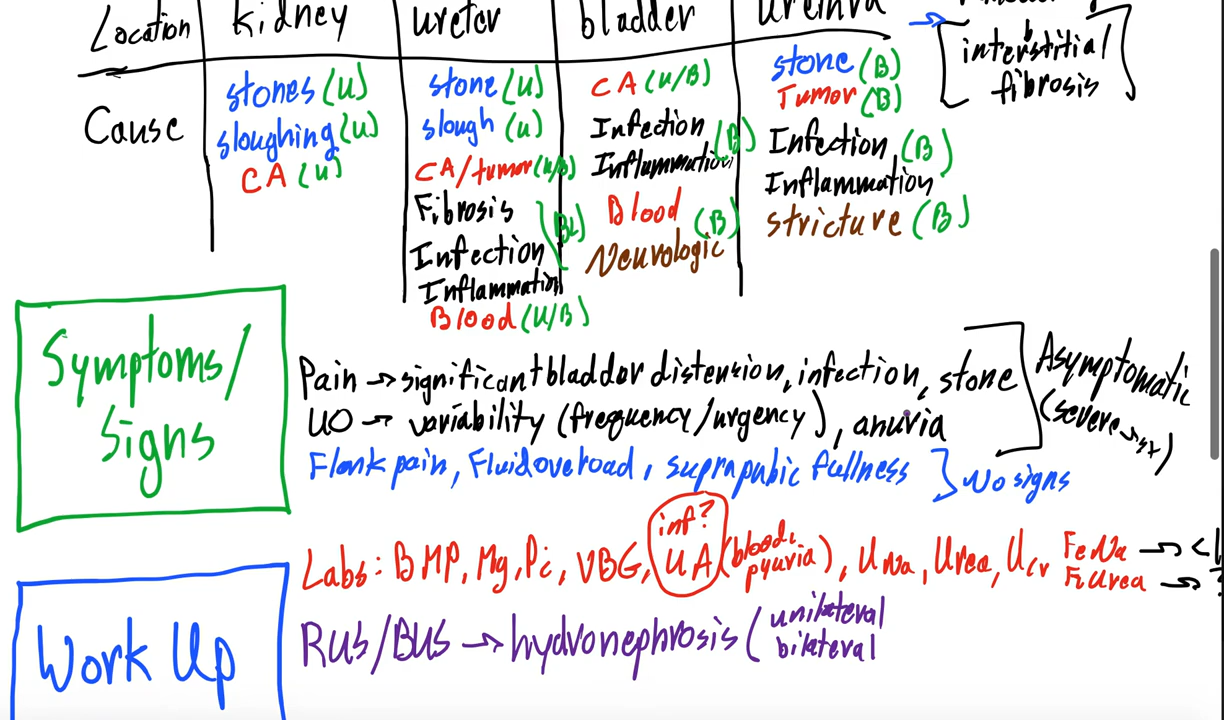 Location kidney ureter bladder urethra
interstitial
fibrosis
Cause
stones (U)
sloughing (U)
CA (U)
stone (U)
slough (U)
CA/tumor (U/B)
Fibrosis
Infection
Inflammation
(BL)
Blood (U/B)
CA (U/B)
Infection
Inflammation
(B)
Blood
Neurologic
(B)
stone (B)
Tumor (B)
Infection
Inflammation
(B)
stricture (B)
Symptoms/
Signs
Pain → significant bladder distension, infection, stone
UO → variability (frequency/urgency), anuria
Asymptomatic
Flank pain, Fluid overoad, suprapubic fullness } No signs
Work Up
inf?
Labs: BMP, Mg, Pi, VBG, UA (blood,
pyuria), UNa, Urea, Ucr
FeNa → <1
FeUrea →
RUS/BUS → hydronephrosis (unilateral
bilateral